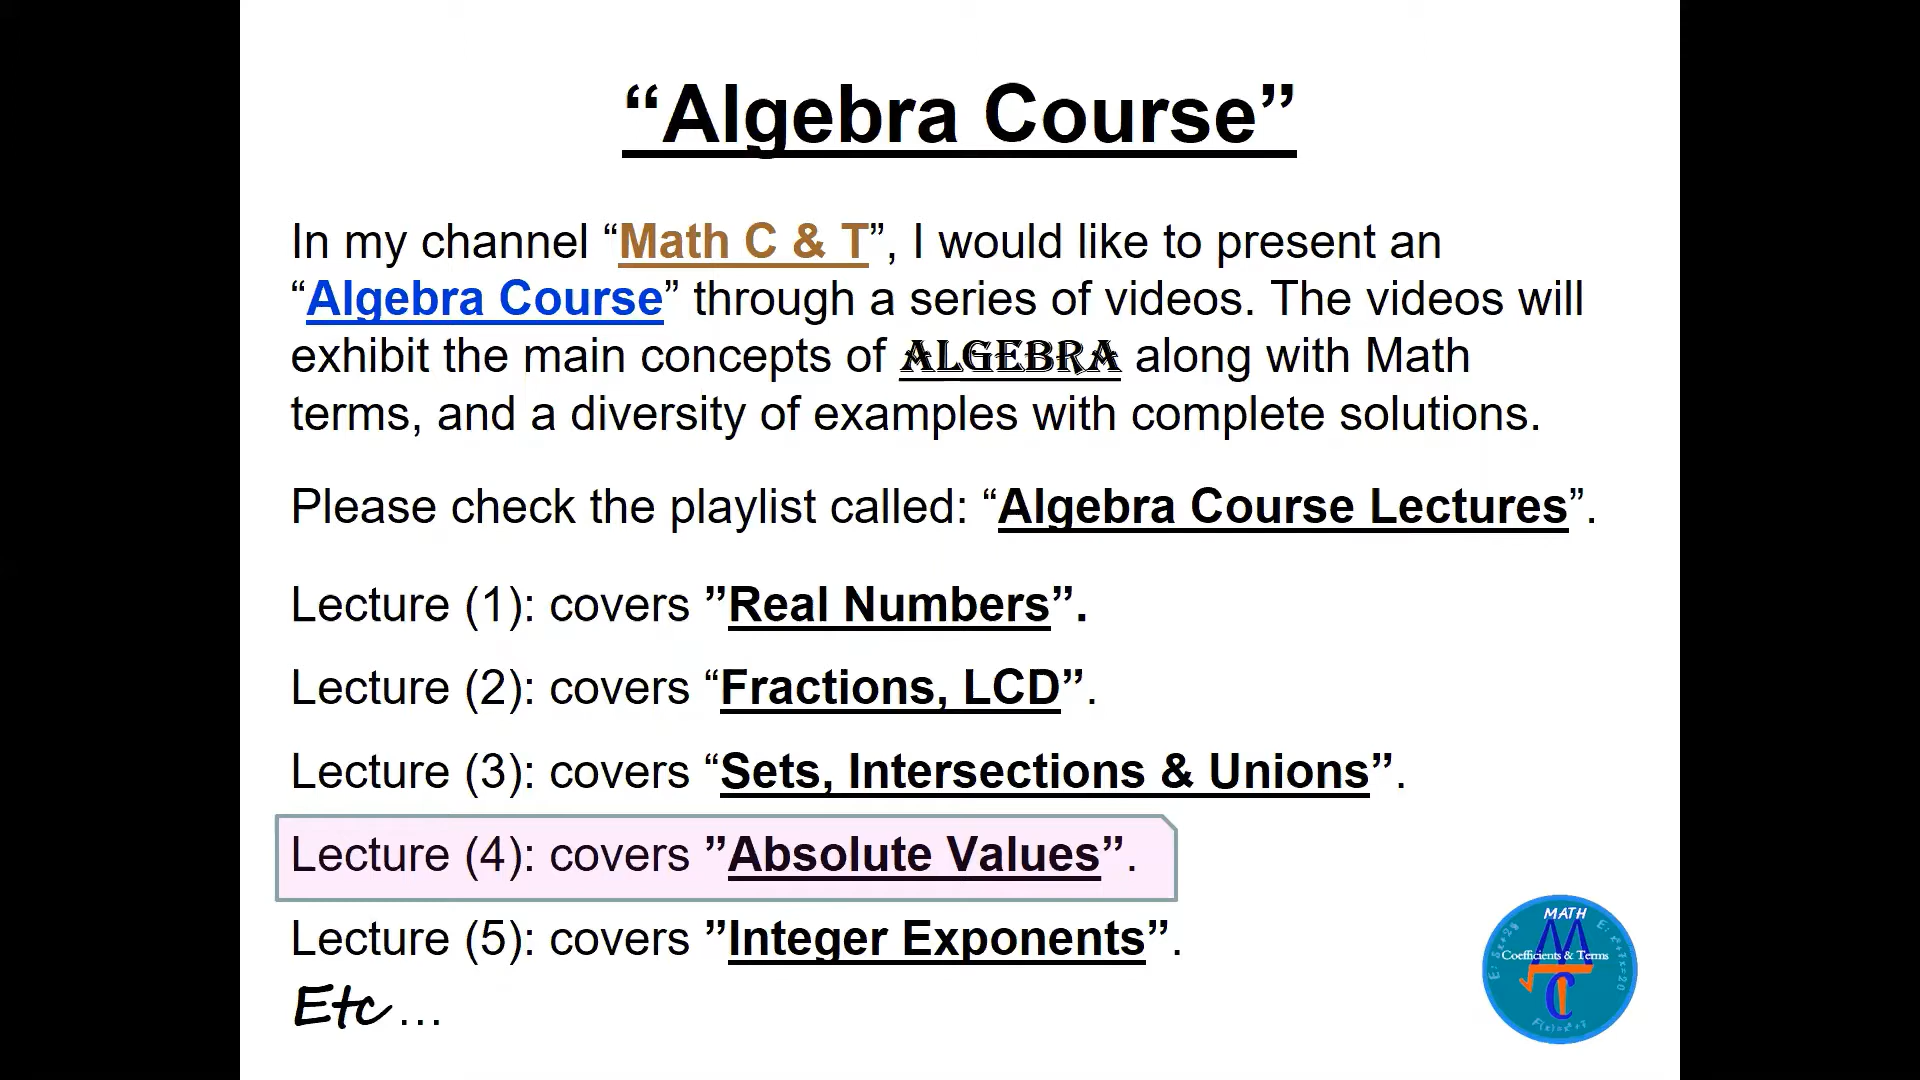 “Algebra Course”
In my channel “Math C & T”, I would like to present an
“Algebra Course” through a series of videos. The videos will
exhibit the main concepts of ALGEBRA along with Math
terms, and a diversity of examples with complete solutions.
Please check the playlist called: “Algebra Course Lectures”.
Lecture (1): covers ”Real Numbers”.
Lecture (2): covers “Fractions, LCD”.
Lecture (3): covers “Sets, Intersections & Unions”.
Lecture (4): covers ”Absolute Values”.
Lecture (5): covers ”Integer Exponents”.
Etc ...
MATH
Coefficients & Terms